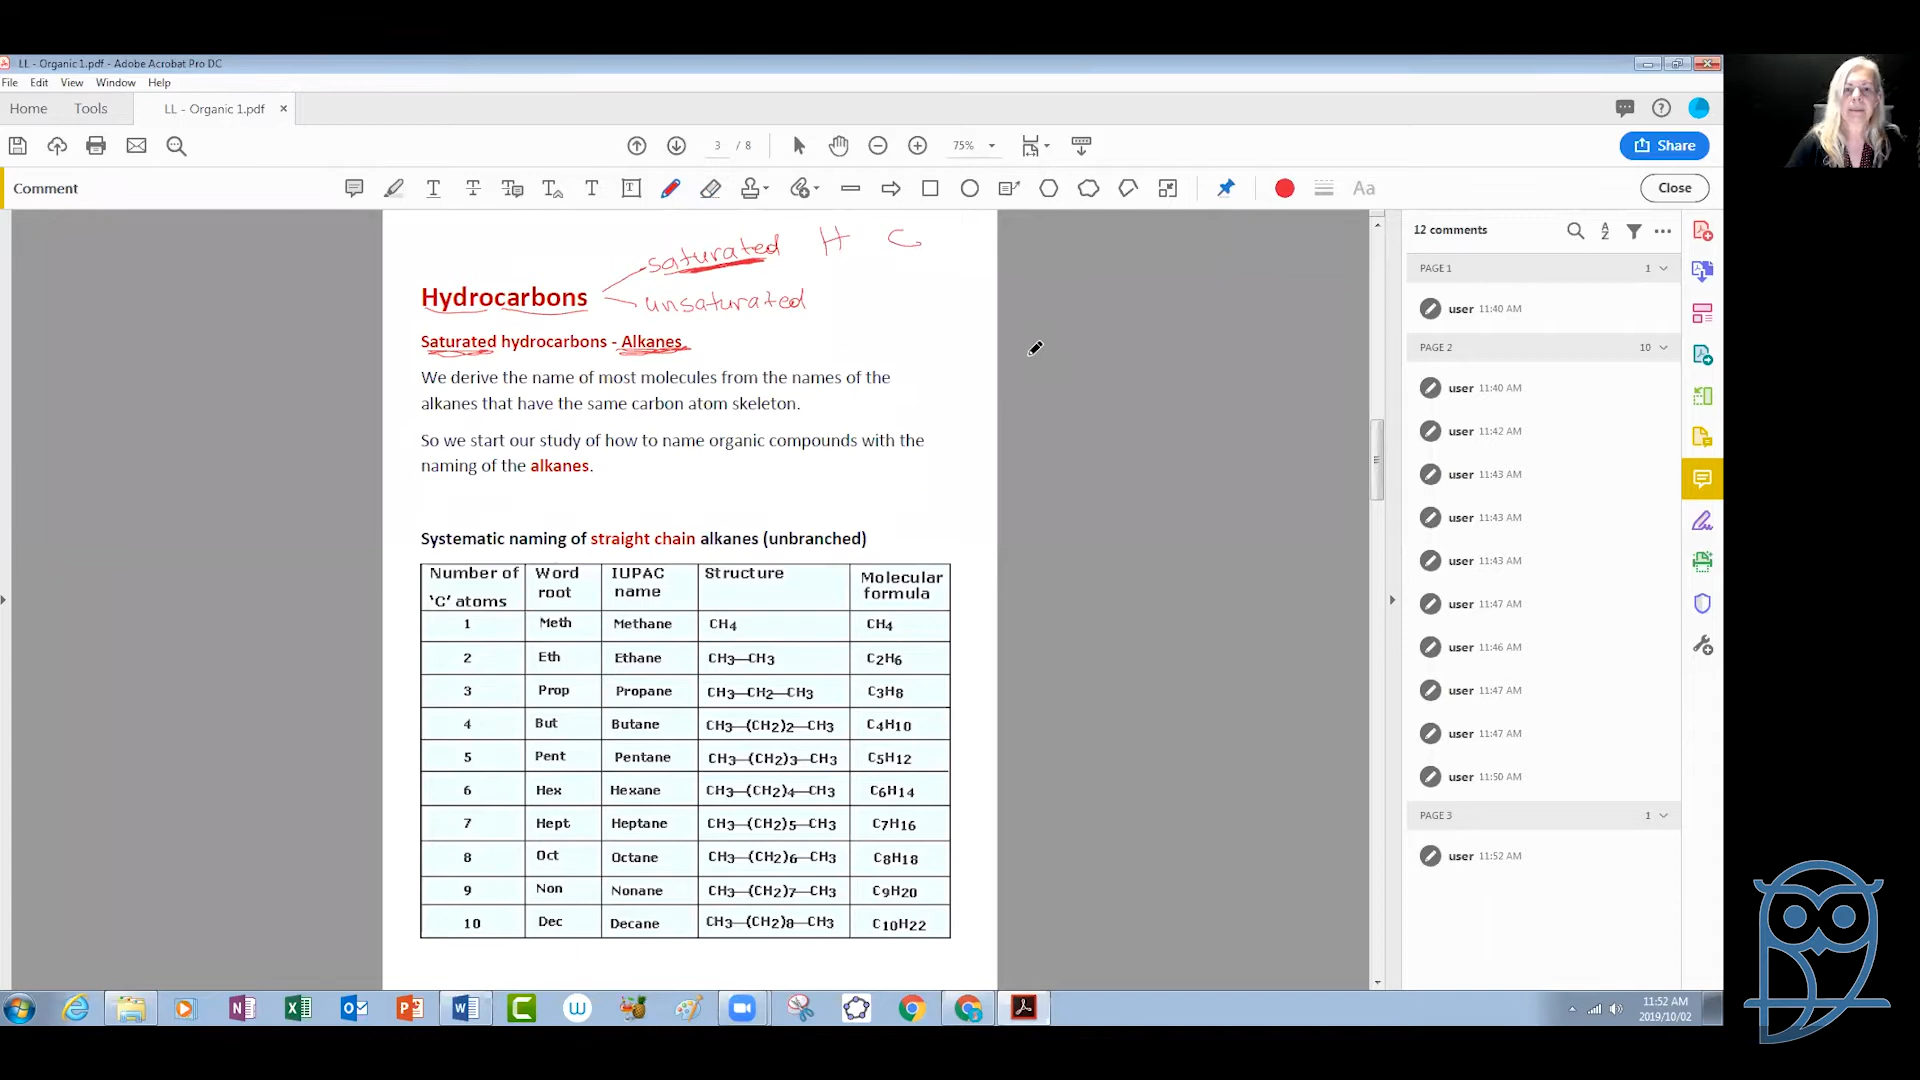 LL - Organic 1.pdf - Adobe Acrobat Pro DC
File Edit View Window Help
Home Tools LL - Organic 1.pdf ×
3 / 8 75% Share
Comment Aa Close
saturated H C
Hydrocarbons
unsaturated
Saturated hydrocarbons - Alkanes
We derive the name of most molecules from the names of the
alkanes that have the same carbon atom skeleton.
So we start our study of how to name organic compounds with the
naming of the alkanes.
Systematic naming of straight chain alkanes (unbranched)
Number of 'C' atoms Word root IUPAC name Structure Molecular formula
1 Meth Methane CH4 CH4
2 Eth Ethane CH3—CH3 C2H6
3 Prop Propane CH3—CH2—CH3 C3H8
4 But Butane CH3—(CH2)2—CH3 C4H10
5 Pent Pentane CH3—(CH2)3—CH3 C5H12
6 Hex Hexane CH3—(CH2)4—CH3 C6H14
7 Hept Heptane CH3—(CH2)5—CH3 C7H16
8 Oct Octane CH3—(CH2)6—CH3 C8H18
9 Non Nonane CH3—(CH2)7—CH3 C9H20
10 Dec Decane CH3—(CH2)8—CH3 C10H22
12 comments
PAGE 1 1
user 11:40 AM
PAGE 2 10
user 11:40 AM
user 11:42 AM
user 11:43 AM
user 11:43 AM
user 11:43 AM
user 11:47 AM
user 11:46 AM
user 11:47 AM
user 11:47 AM
user 11:50 AM
PAGE 3 1
user 11:52 AM
11:52 AM
2019/10/02